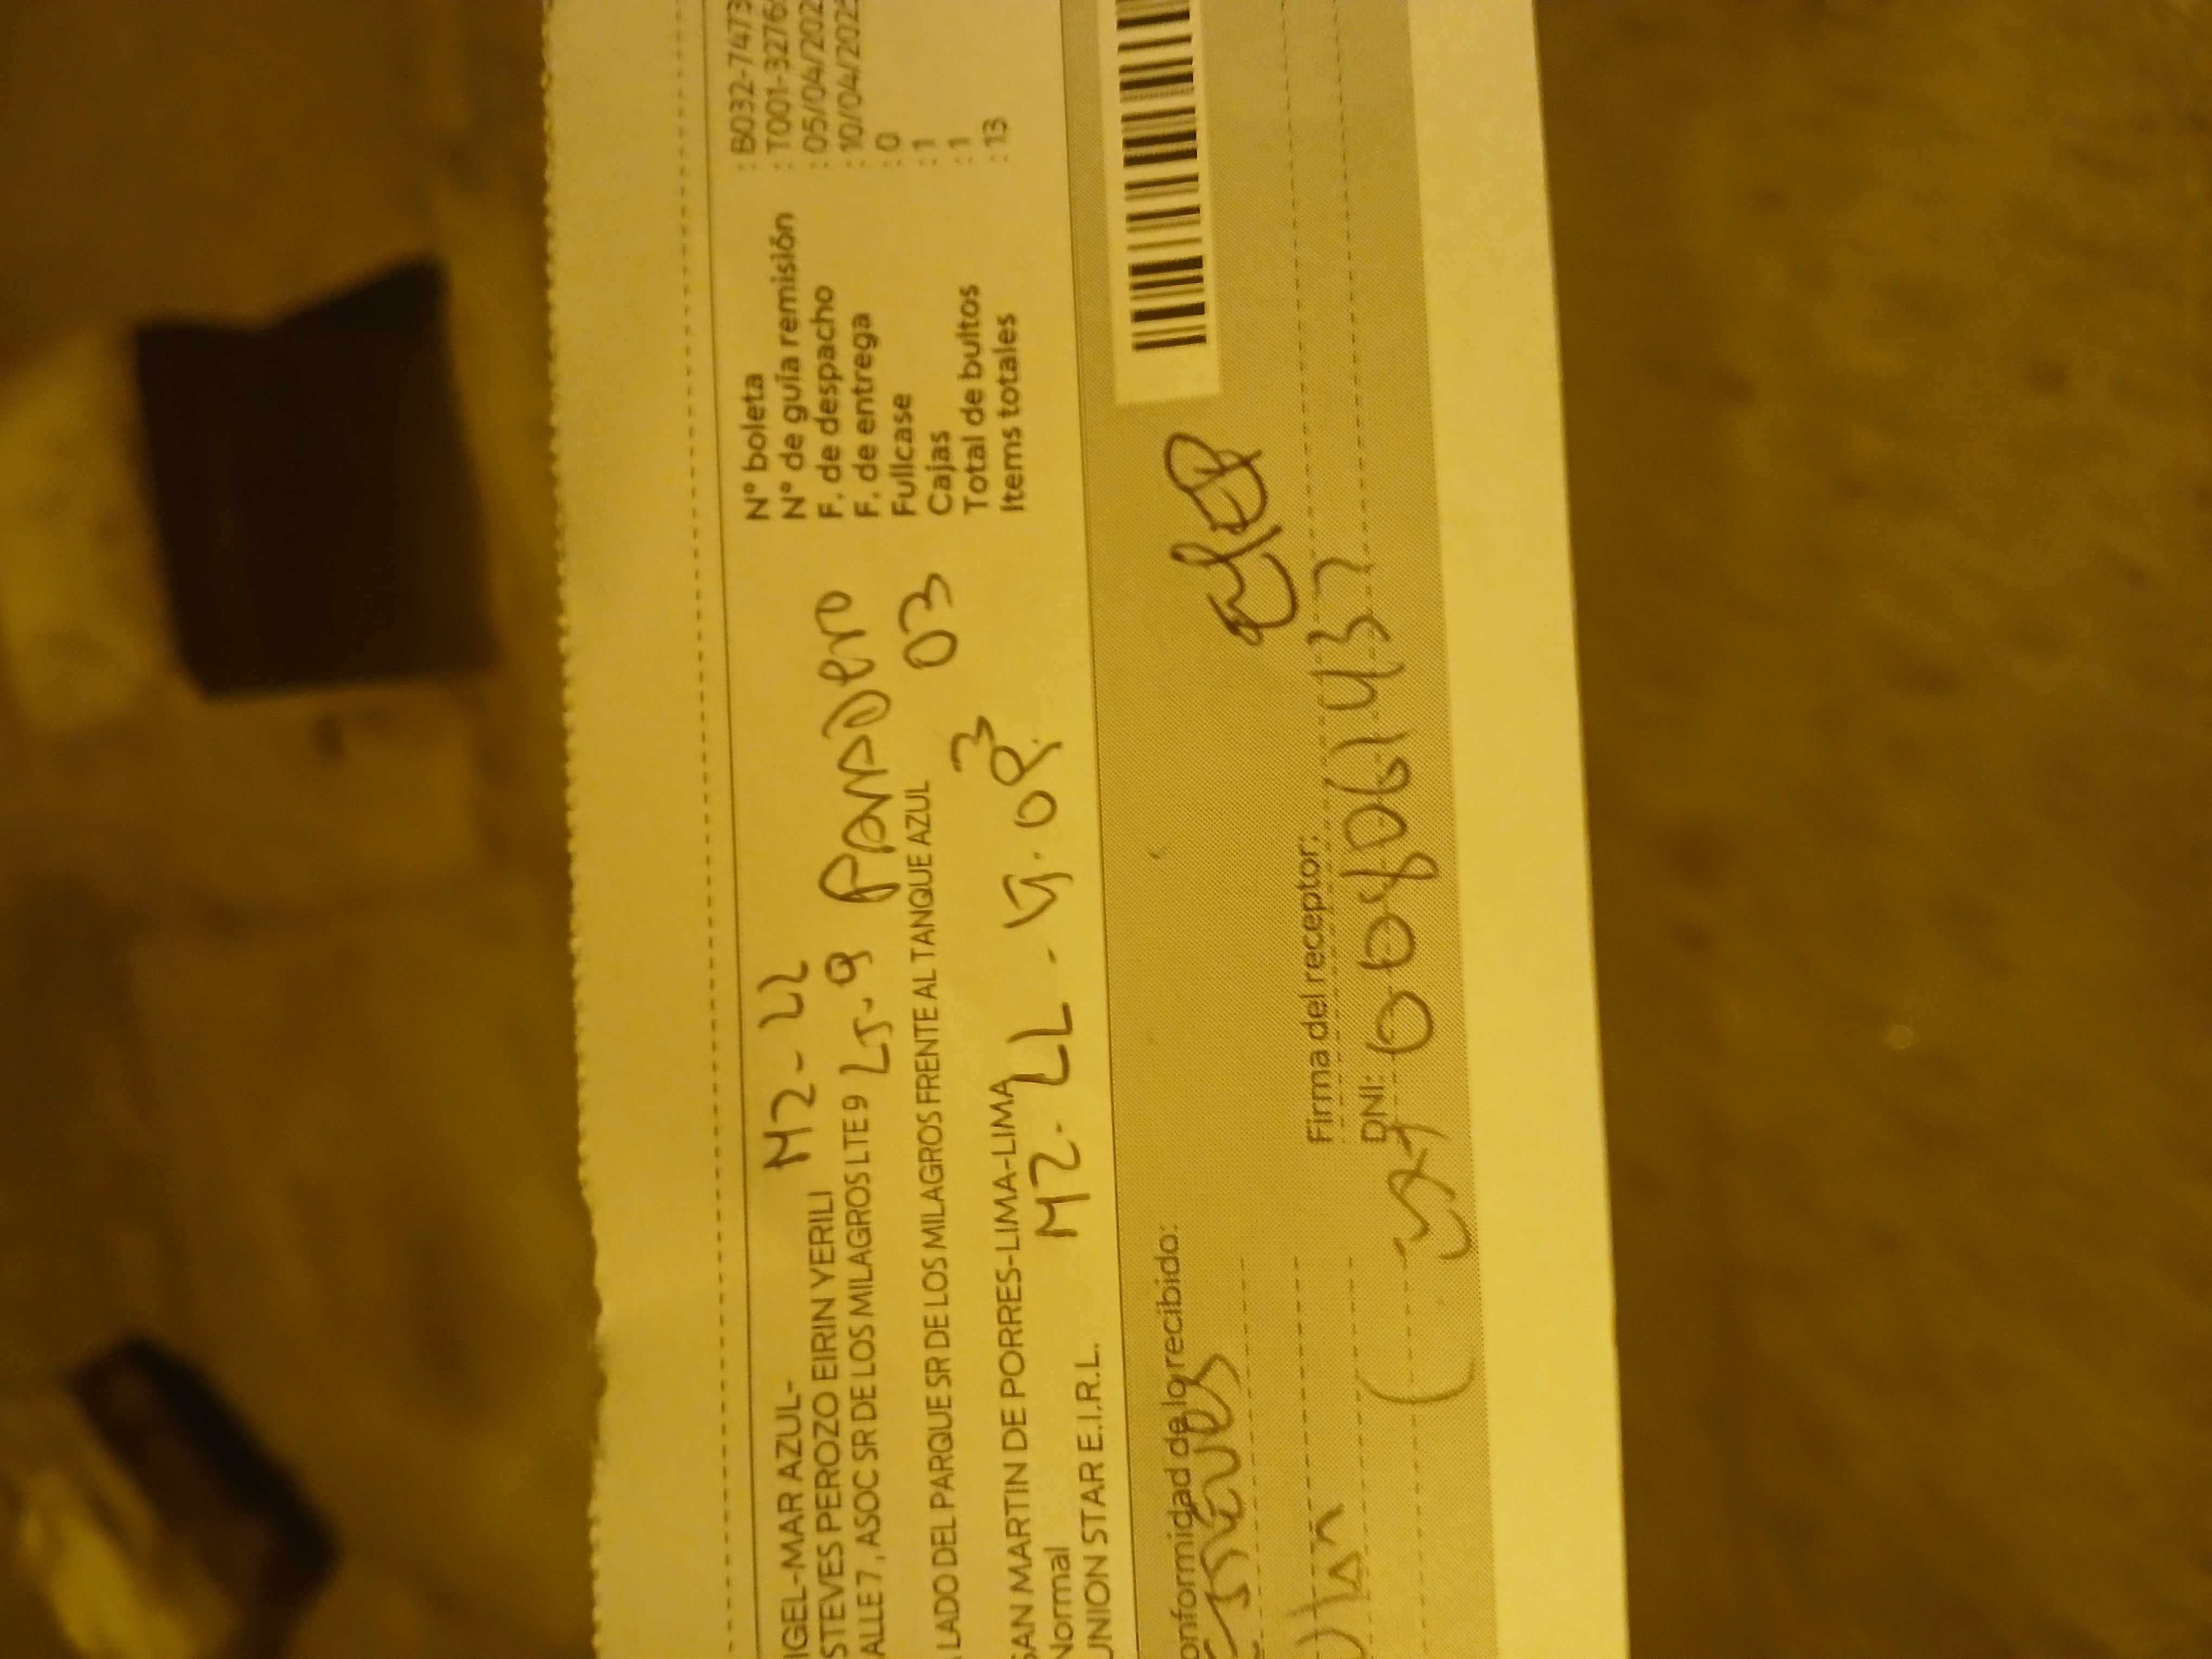 IGEL-MAR AZUL-
M2-LL
STEVES PEROZO EIRIN YERILI
ALLE 7, ASOC SR DE LOS MILAGROS LTE 9
LT-9
PANADERO
03
LADO DEL PARQUE SR DE LOS MILAGROS FRENTE AL TANQUE AZUL
SAN MARTIN DE PORRES-LIMA-LIMA
M2-LL
Normal
UNION STAR E.I.R.L.
N° boleta : B032-7473
N° de guía remisión : T001-3276
F. de despacho : 05/04/202
F. de entrega : 10/04/202
Fullcase : 0
Cajas : 1
Total de bultos : 1
Items totales : 13
onformidad de lo recibido:
Firma del receptor:
DNI: